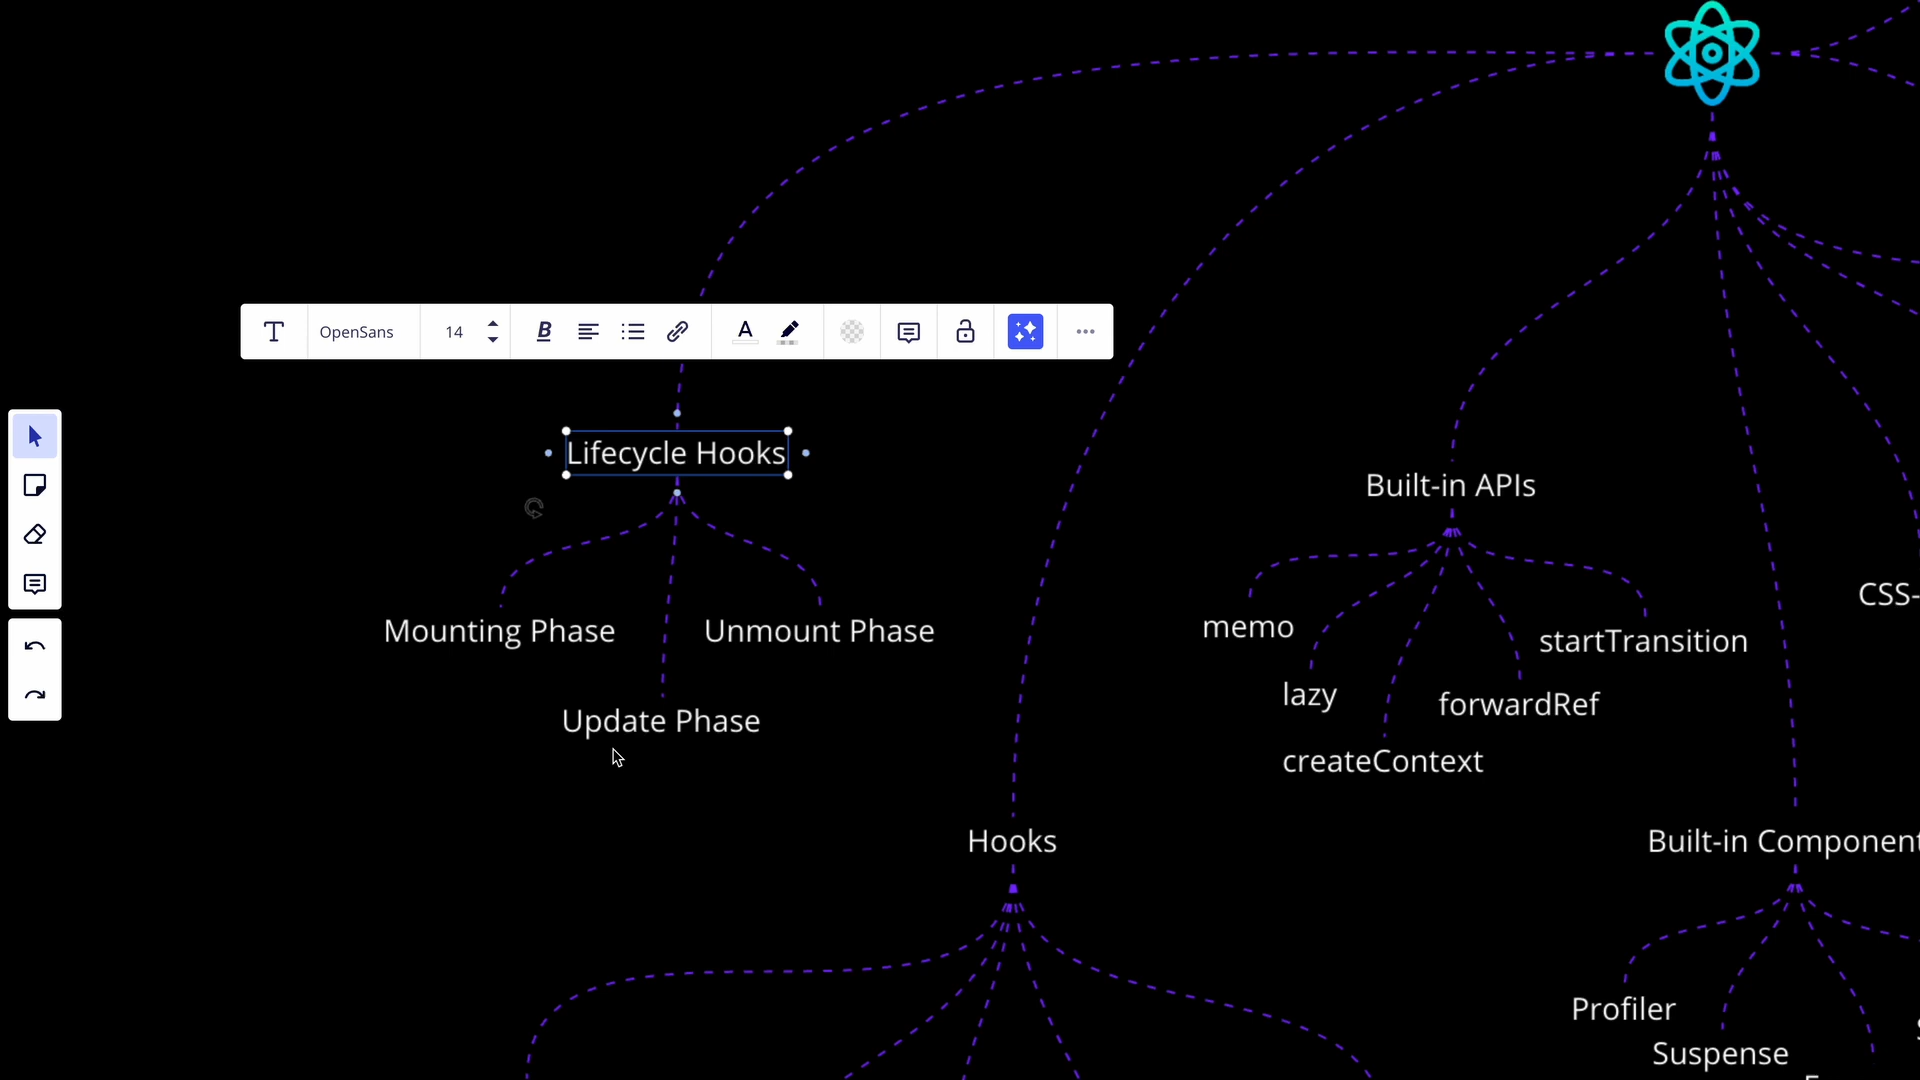 OpenSans 14 B A
Lifecycle Hooks
Mounting Phase
Unmount Phase
Update Phase
Built-in APIs
memo
lazy
createContext
forwardRef
startTransition
CSS-
Hooks
Built-in Component
Profiler
Suspense